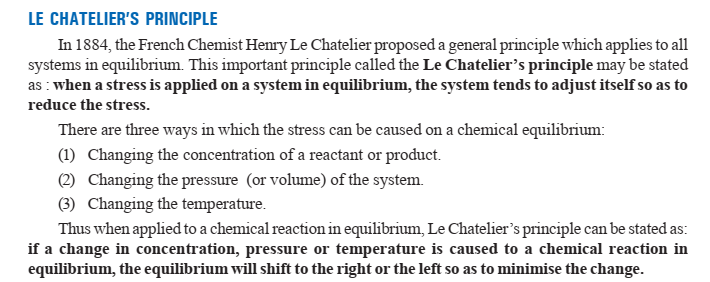 LE CHATELIER'S PRINCIPLE
In 1884, the French Chemist Henry Le Chatelier proposed a general principle which applies to all
systems in equilibrium. This important principle called the Le Chatelier's principle may be stated
as : when a stress is applied on a system in equilibrium, the system tends to adjust itself so as to
reduce the stress.
There are three ways in which the stress can be caused on a chemical equilibrium:
(1) Changing the concentration of a reactant or product.
(2) Changing the pressure (or volume) of the system.
(3) Changing the temperature.
Thus when applied to a chemical reaction in equilibrium, Le Chatelier's principle can be stated as:
if a change in concentration, pressure or temperature is caused to a chemical reaction in
equilibrium, the equilibrium will shift to the right or the left so as to minimise the change.